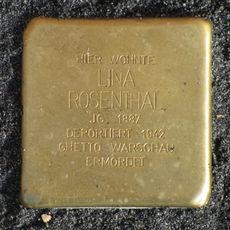 HIER WOHNTE
LINA
ROSENTHAL
JG. 1887
DEPORTIERT 1942
GHETTO WARSCHAU
ERMORDET